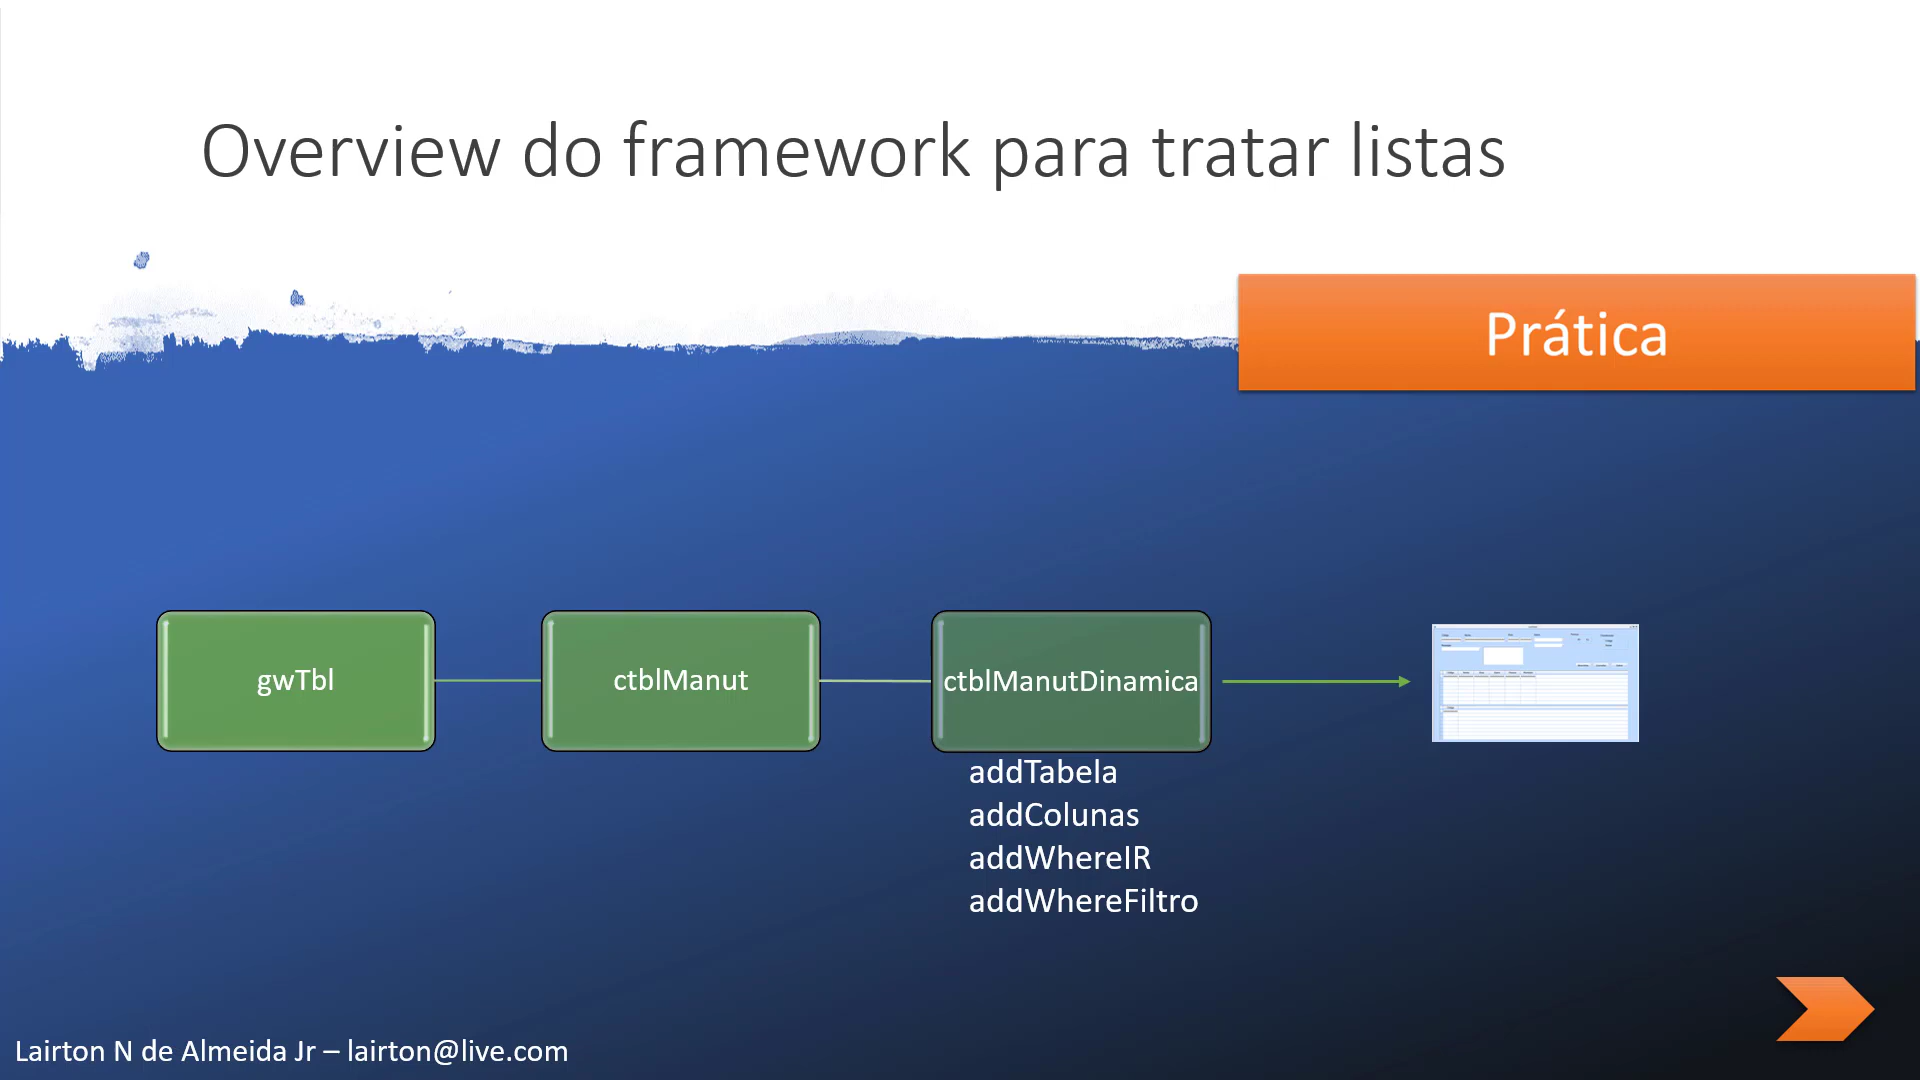 Overview do framework para tratar listas
Prática
gwTbl
ctblManut
ctblManutDinamica
addTabela
addColunas
addWhereIR
addWhereFiltro
Lairton N de Almeida Jr – lairton@live.com